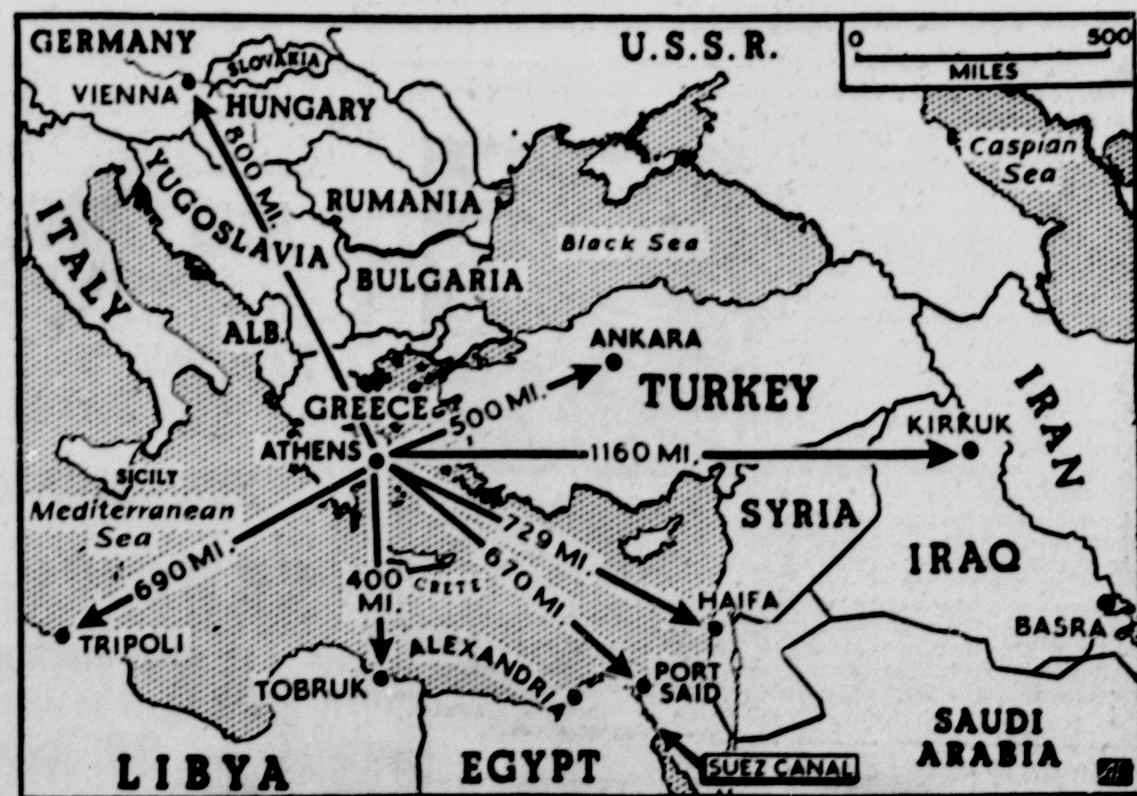 GERMANY
SLOVAKIA
U.S.S.R.
0 500
MILES
VIENNA
HUNGARY
800 MI.
YUGOSLAVIA
RUMANIA
Caspian
Sea
ITALY
Black Sea
BULGARIA
ALB.
ANKARA
TURKEY
IRAN
GREECE
500 MI.
ATHENS
1160 MI.
KIRKUK
SICILY
Mediterranean
Sea
SYRIA
729 MI.
670 MI.
690 MI.
400
MI.
CRETE
IRAQ
HAIFA
BASRA
TRIPOLI
ALEXANDRIA
TOBRUK
PORT
SAID
SAUDI
ARABIA
LIBYA
EGYPT
SUEZ CANAL